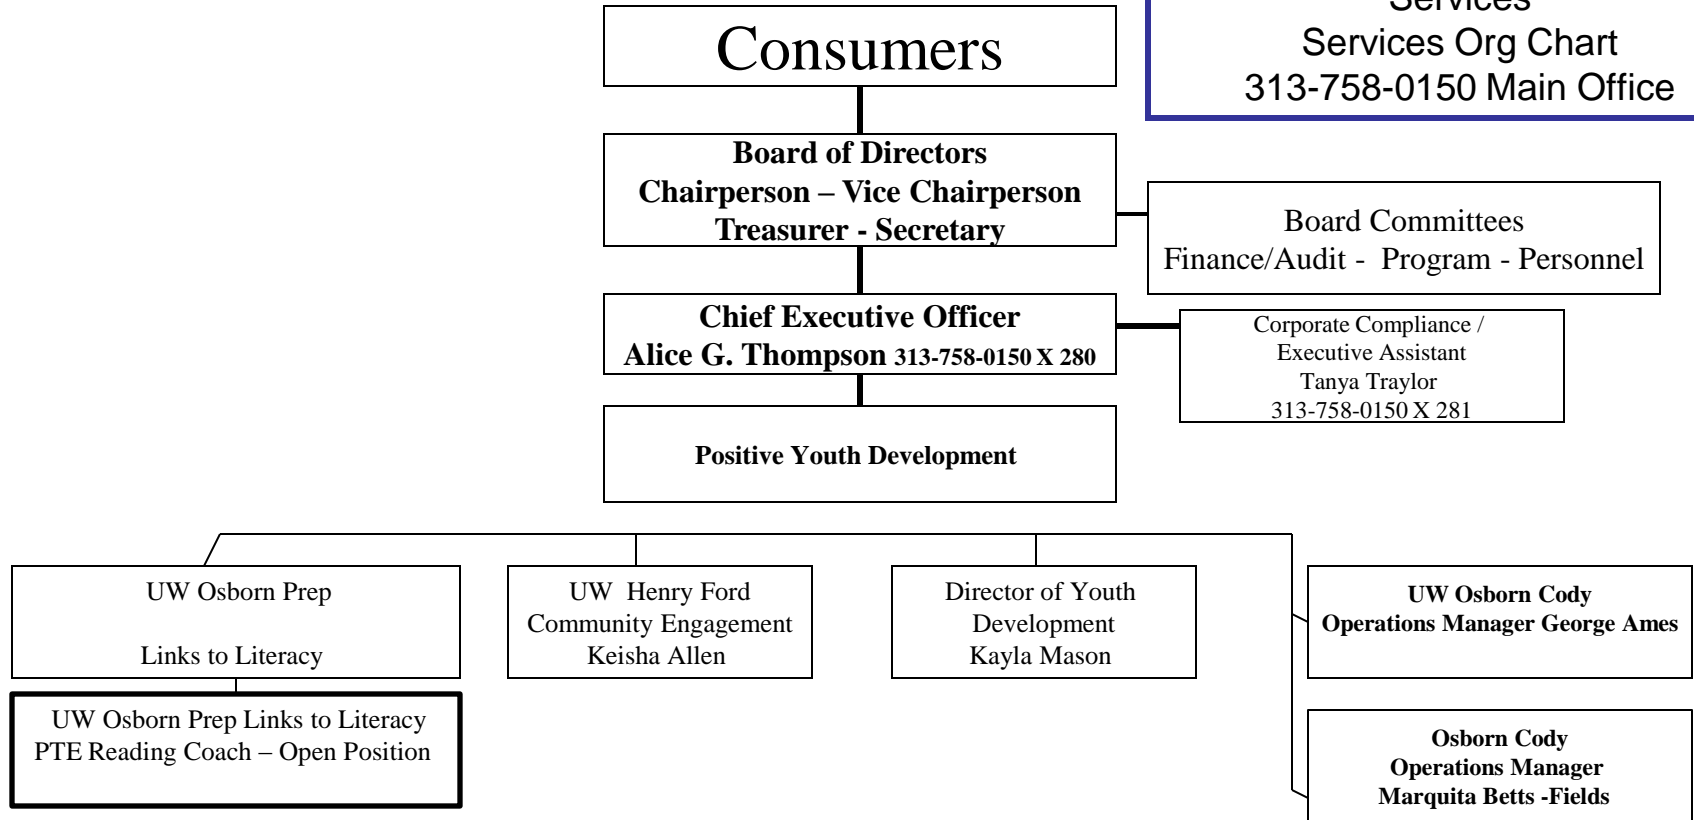 Services
Services Org Chart
313-758-0150 Main Office
Consumers
Board of Directors
Chairperson – Vice Chairperson
Treasurer - Secretary
Board Committees
Finance/Audit - Program - Personnel
Chief Executive Officer
Alice G. Thompson 313-758-0150 X 280
Corporate Compliance /
Executive Assistant
Tanya Traylor
313-758-0150 X 281
Positive Youth Development
UW Osborn Prep
Links to Literacy
UW Henry Ford
Community Engagement
Keisha Allen
Director of Youth
Development
Kayla Mason
UW Osborn Cody
Operations Manager George Ames
UW Osborn Prep Links to Literacy
PTE Reading Coach – Open Position
Osborn Cody
Operations Manager
Marquita Betts -Fields